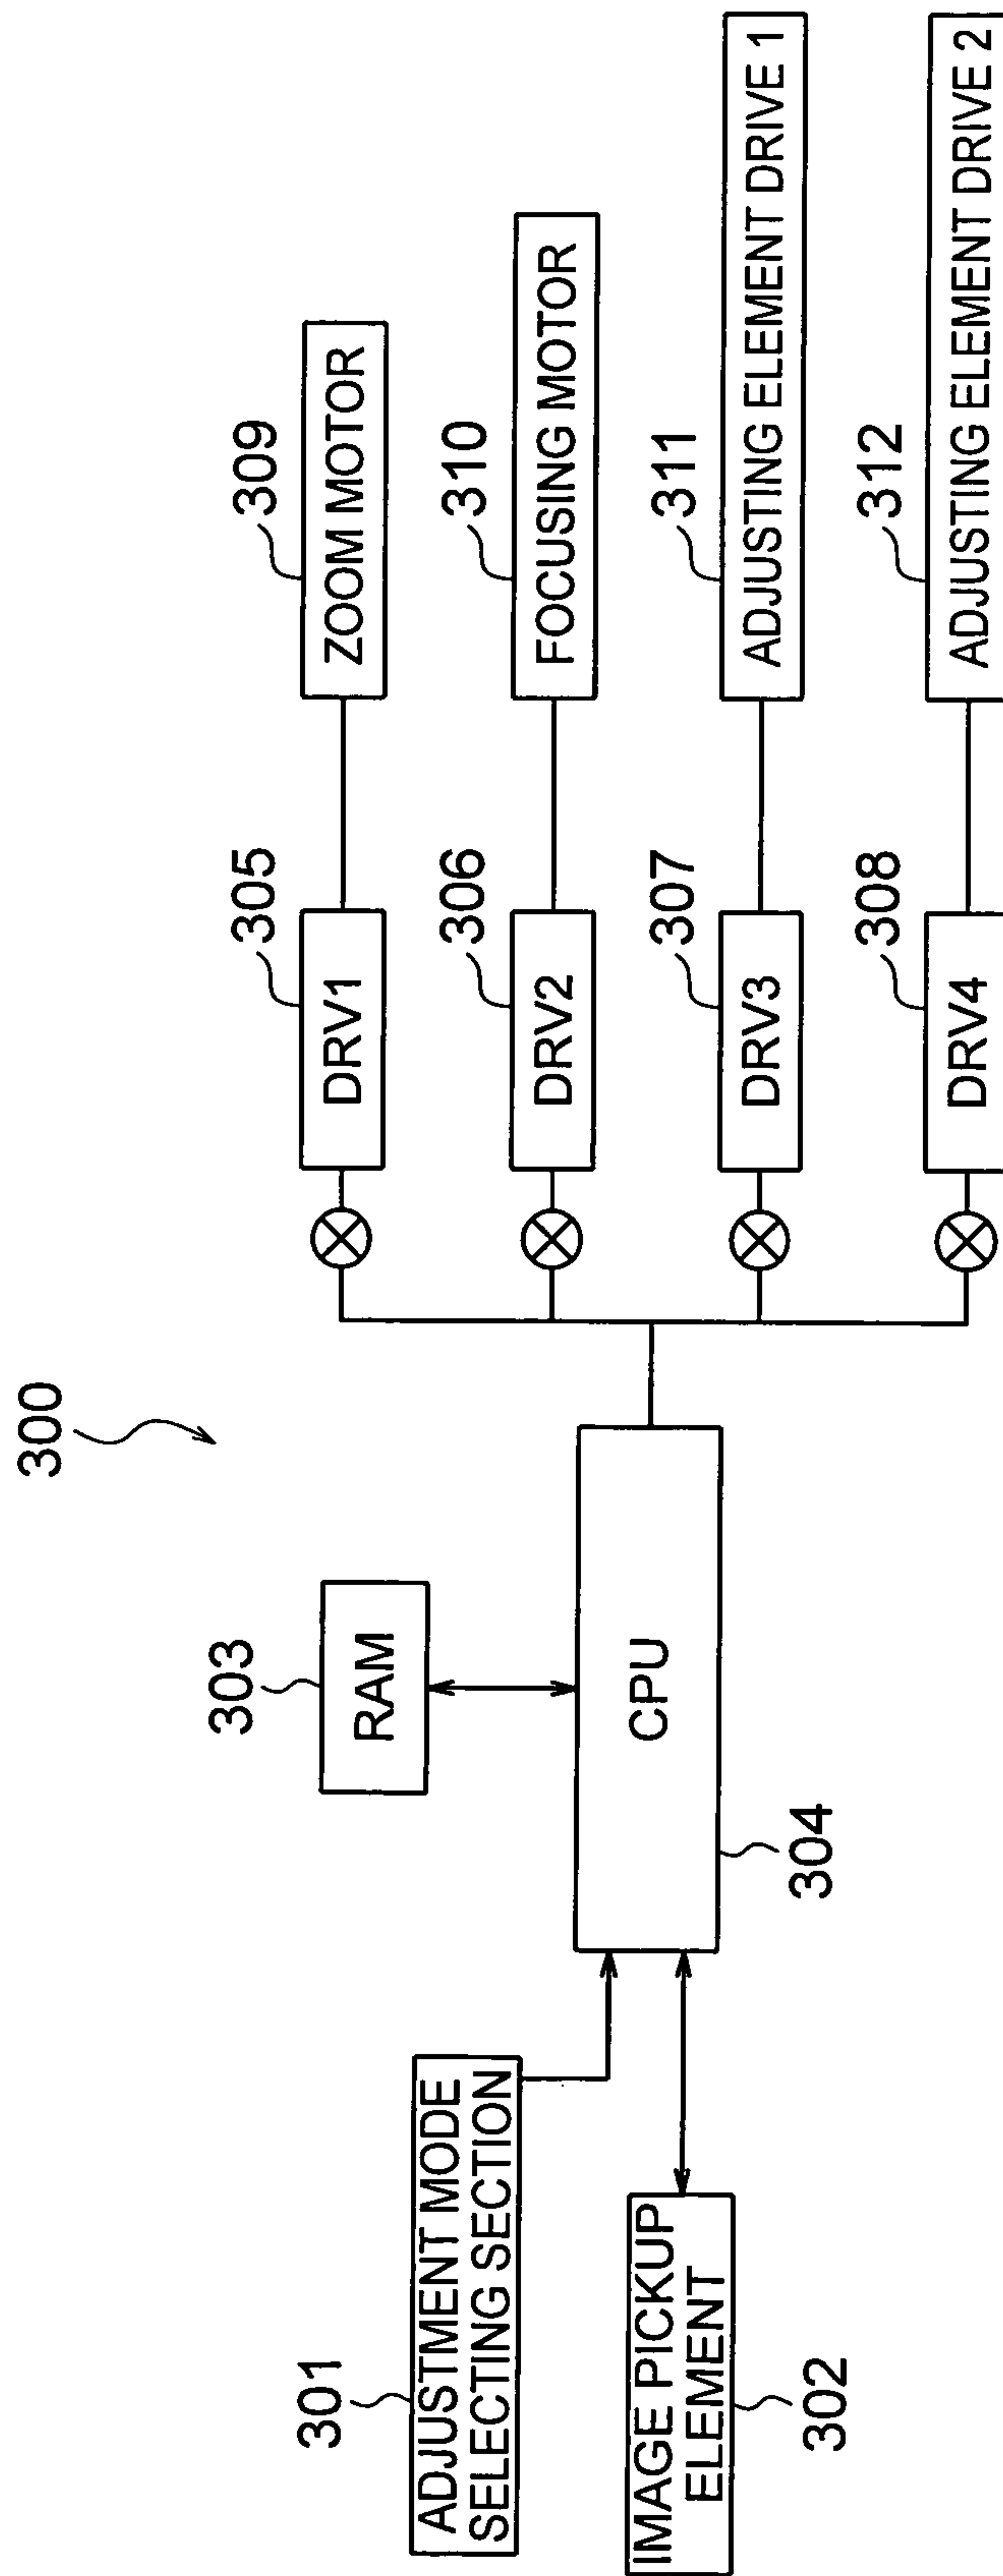 300
301
ADJUSTMENT MODE
SELECTING SECTION
302
IMAGE PICKUP
ELEMENT
303
RAM
304
CPU
305
DRV1
309
ZOOM MOTOR
306
DRV2
310
FOCUSING MOTOR
307
DRV3
311
ADJUSTING ELEMENT DRIVE 1
308
DRV4
312
ADJUSTING ELEMENT DRIVE 2